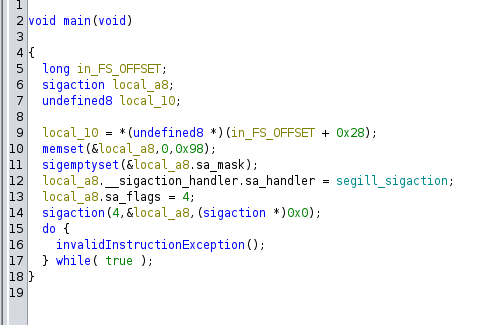 1
2 void main(void)
3
4 {
5 long in_FS_OFFSET;
6 sigaction local_a8;
7 undefined8 local_10;
8
9 local_10 = *(undefined8 *)(in_FS_OFFSET + 0x28);
10 memset(&local_a8,0,0x98);
11 sigemptyset(&local_a8.sa_mask);
12 local_a8.__sigaction_handler.sa_handler = segill_sigaction;
13 local_a8.sa_flags = 4;
14 sigaction(4,&local_a8,(sigaction *)0x0);
15 do {
16 invalidInstructionException();
17 } while( true );
18 }
19